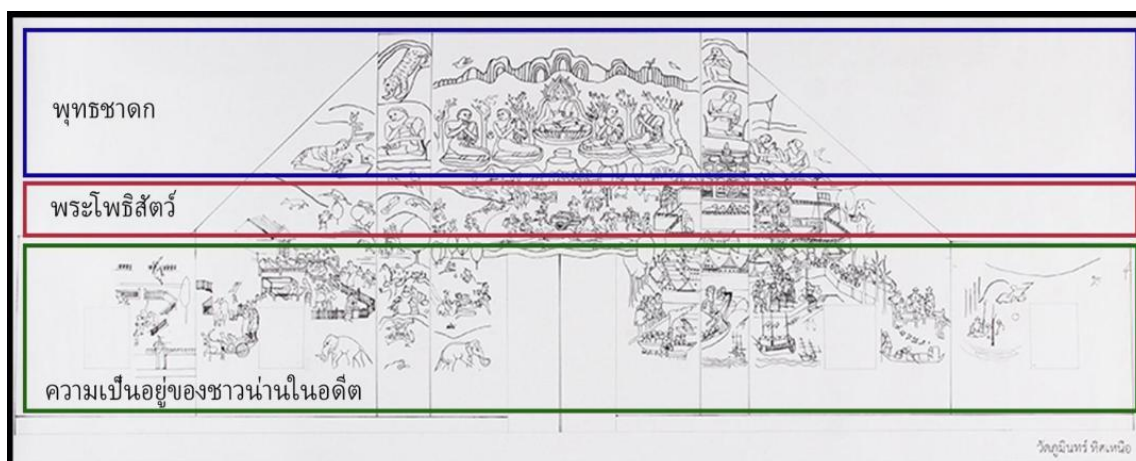 พุทธชาดก
พระโพธิสัตว์
ความเป็นอยู่ของชาวน่านในอดีต
วัดภูมินทร์ ทิศเหนือ